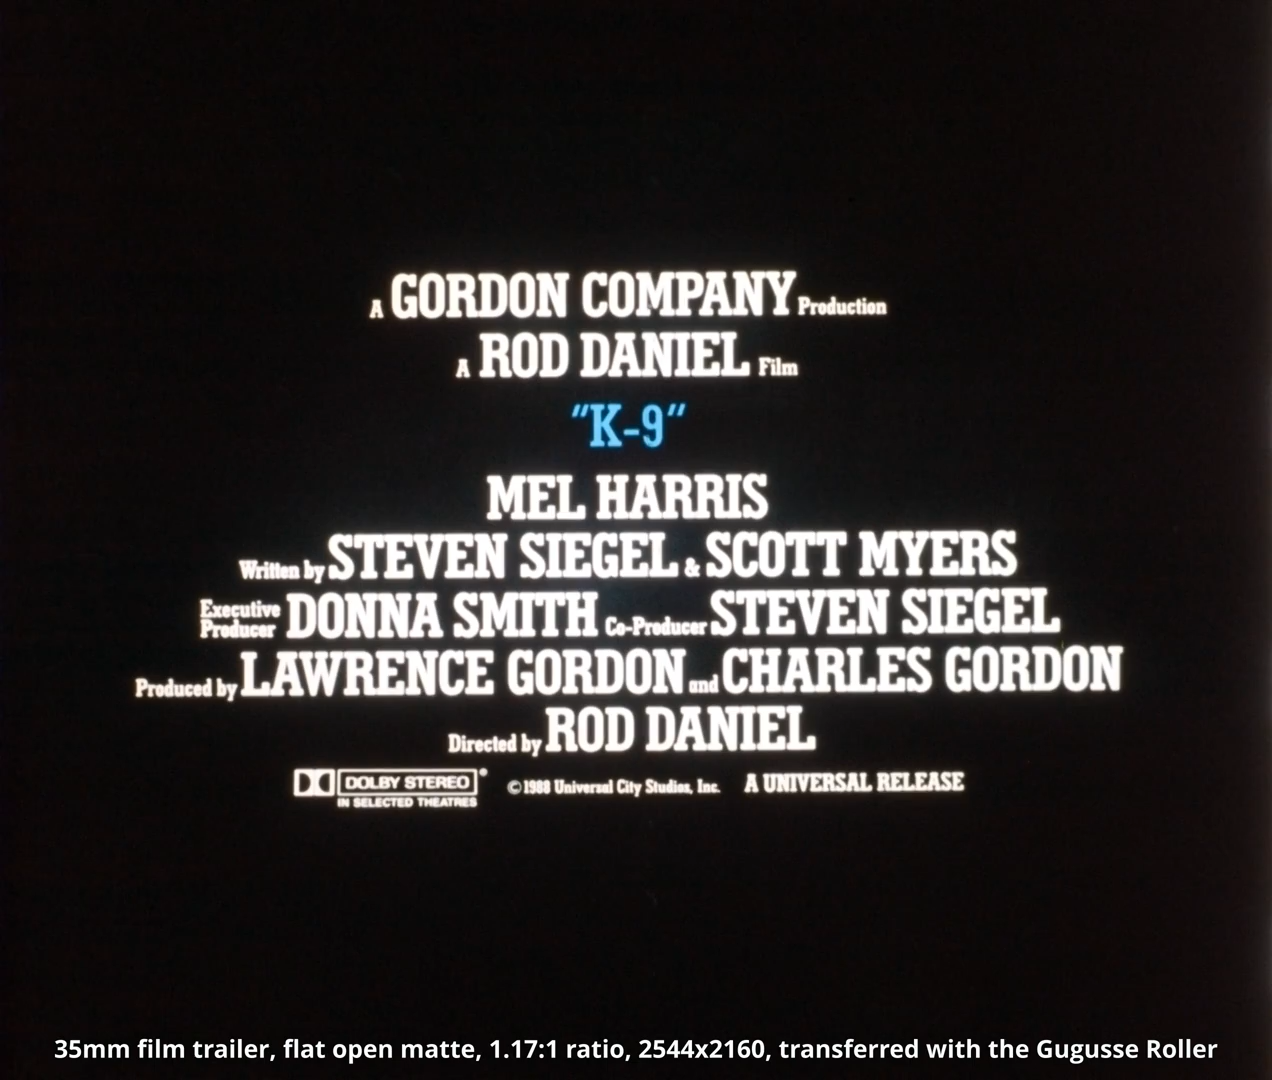 A GORDON COMPANY Production
A ROD DANIEL Film
"K-9"
MEL HARRIS
Written by STEVEN SIEGEL & SCOTT MYERS
Executive Producer DONNA SMITH Co-Producer STEVEN SIEGEL
Produced by LAWRENCE GORDON and CHARLES GORDON
Directed by ROD DANIEL
DOLBY STEREO ® ©1988 Universal City Studios, Inc. A UNIVERSAL RELEASE
IN SELECTED THEATRES
35mm film trailer, flat open matte, 1.17:1 ratio, 2544x2160, transferred with the Gugusse Roller